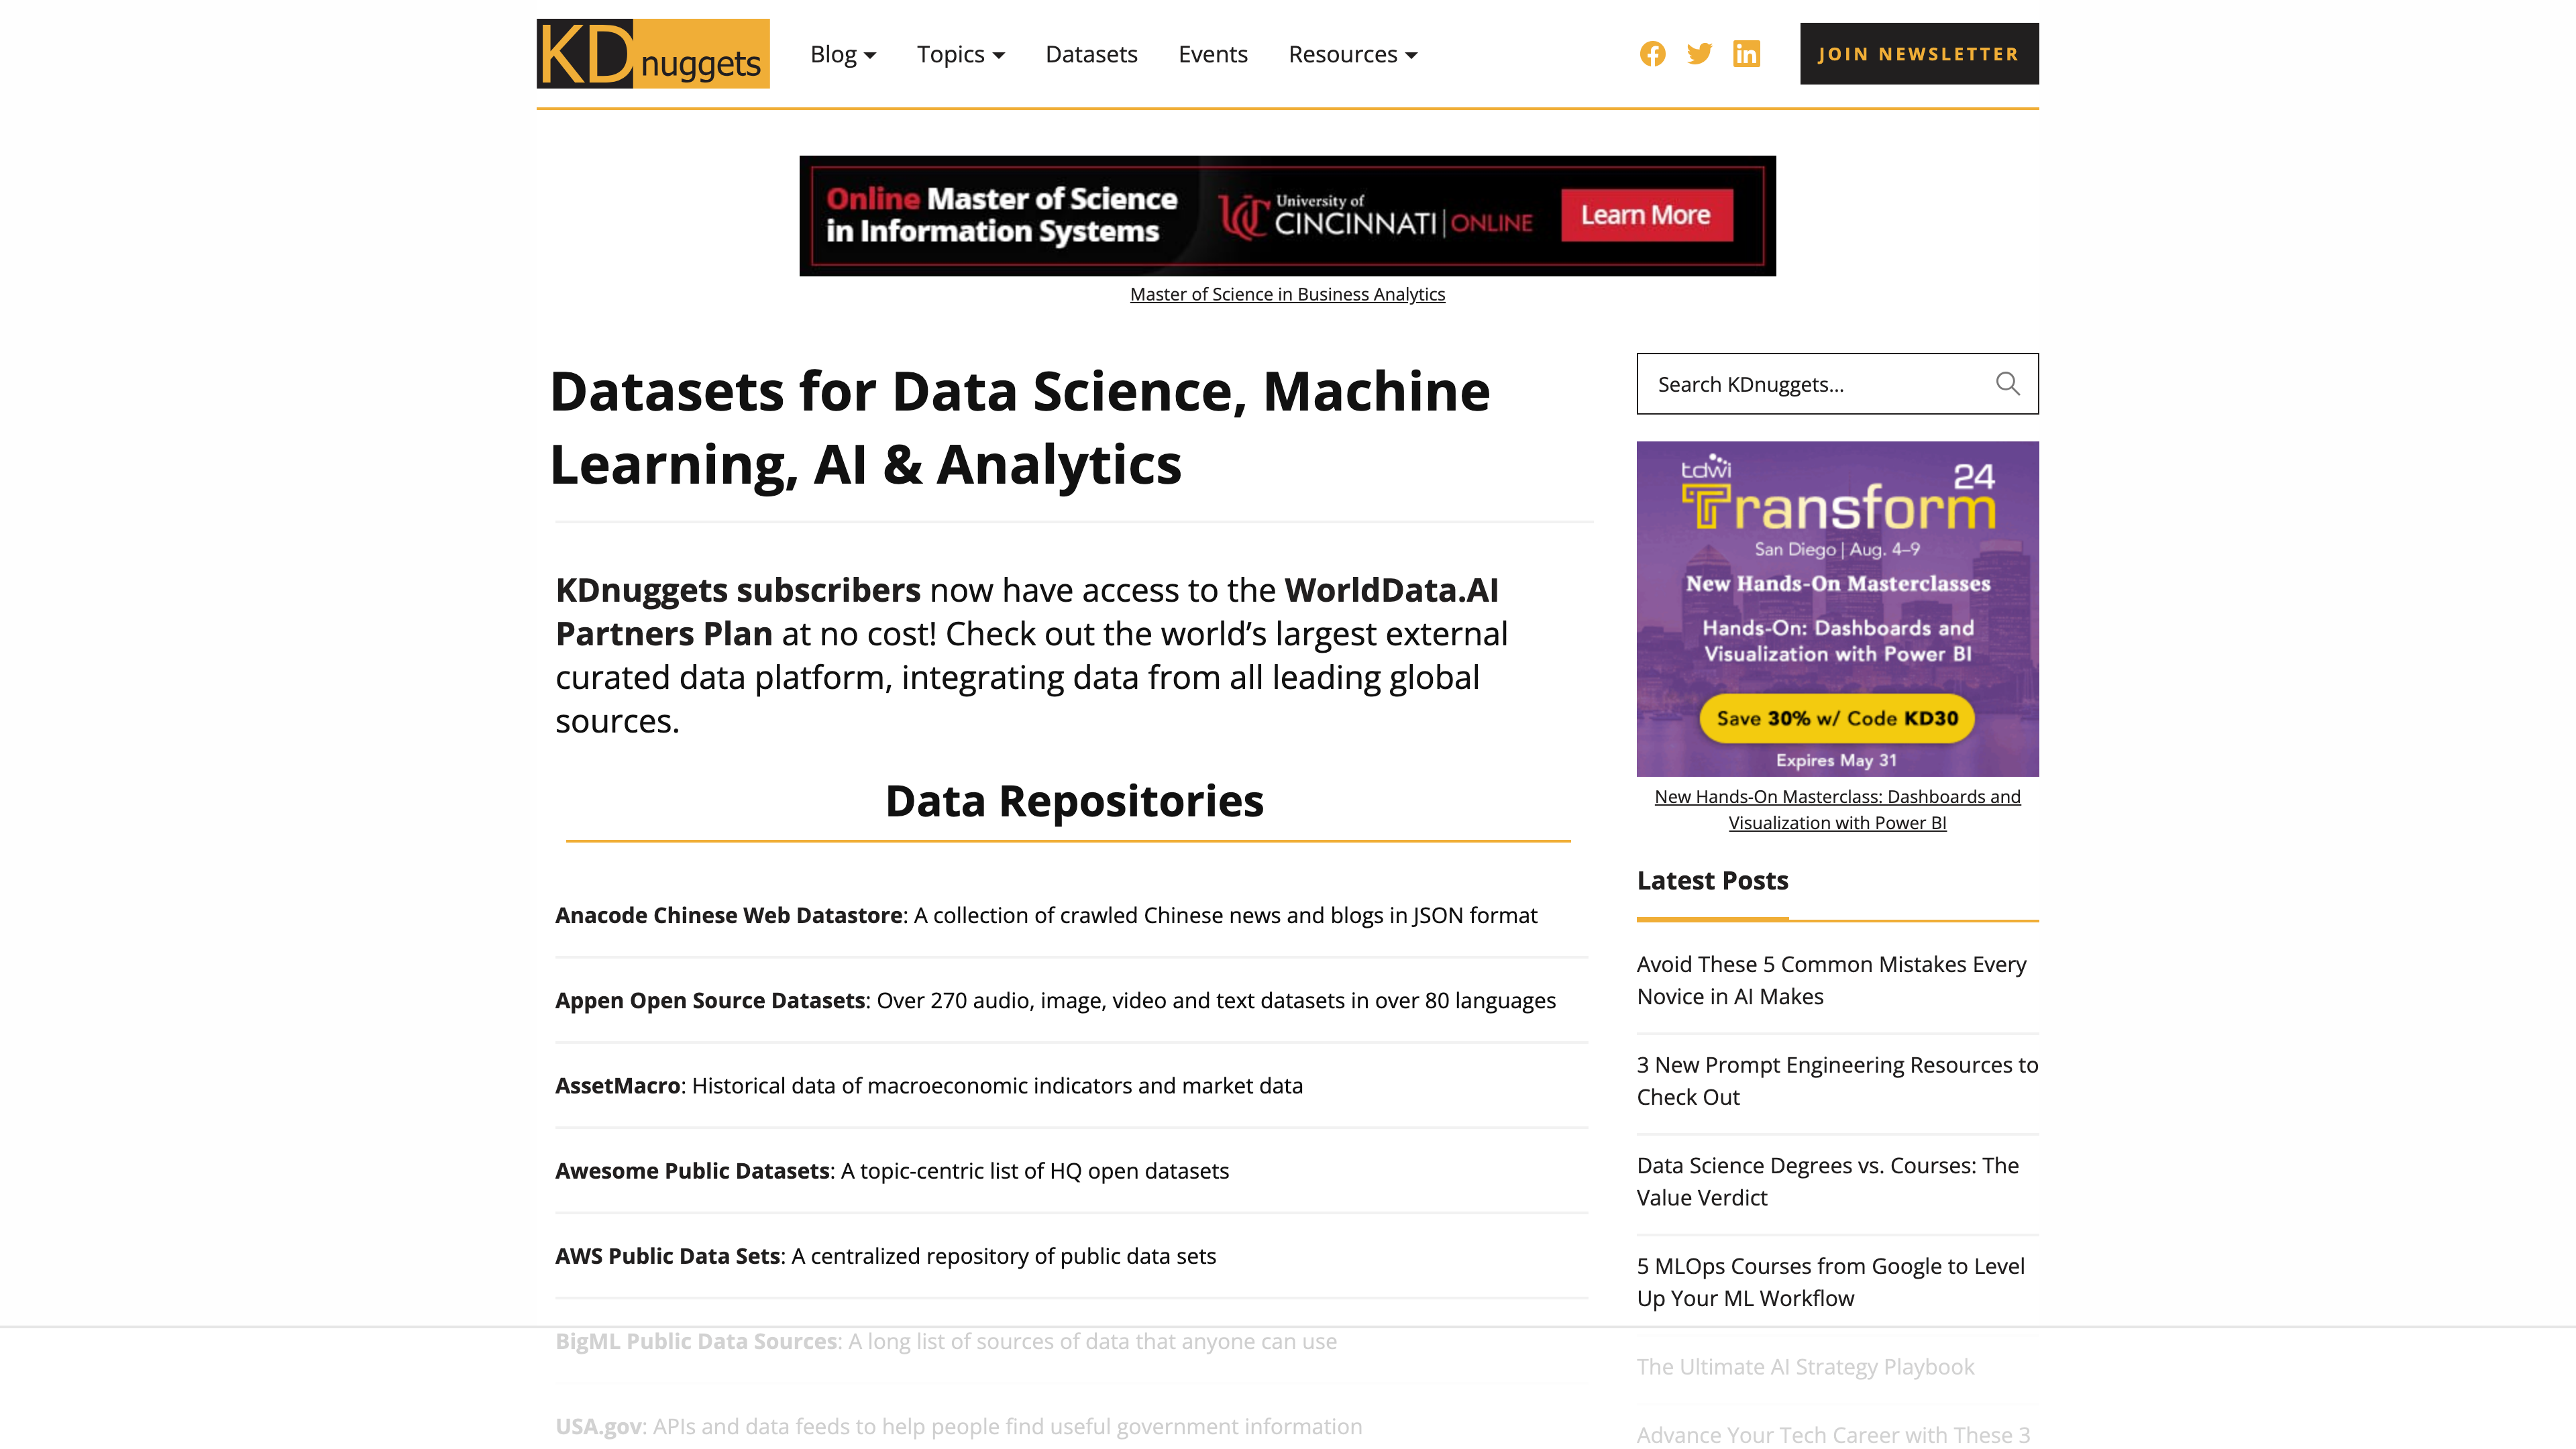 KDnuggets
Blog
Topics
Datasets
Events
Resources
JOIN NEWSLETTER
Online Master of Science
in Information Systems
UC University of
CINCINNATI | ONLINE
Learn More
Master of Science in Business Analytics
Datasets for Data Science, Machine
Learning, AI & Analytics
KDnuggets subscribers now have access to the WorldData.AI
Partners Plan at no cost! Check out the world’s largest external
curated data platform, integrating data from all leading global
sources.
Data Repositories
Anacode Chinese Web Datastore: A collection of crawled Chinese news and blogs in JSON format
Appen Open Source Datasets: Over 270 audio, image, video and text datasets in over 80 languages
AssetMacro: Historical data of macroeconomic indicators and market data
Awesome Public Datasets: A topic-centric list of HQ open datasets
AWS Public Data Sets: A centralized repository of public data sets
BigML Public Data Sources: A long list of sources of data that anyone can use
USA.gov: APIs and data feeds to help people find useful government information
Search KDnuggets...
tdwi
Transform 24
San Diego | Aug. 4–9
New Hands-On Masterclasses
Hands-On: Dashboards and
Visualization with Power BI
Save 30% w/ Code KD30
Expires May 31
New Hands-On Masterclass: Dashboards and
Visualization with Power BI
Latest Posts
Avoid These 5 Common Mistakes Every
Novice in AI Makes
3 New Prompt Engineering Resources to
Check Out
Data Science Degrees vs. Courses: The
Value Verdict
5 MLOps Courses from Google to Level
Up Your ML Workflow
The Ultimate AI Strategy Playbook
Advance Your Tech Career with These 3